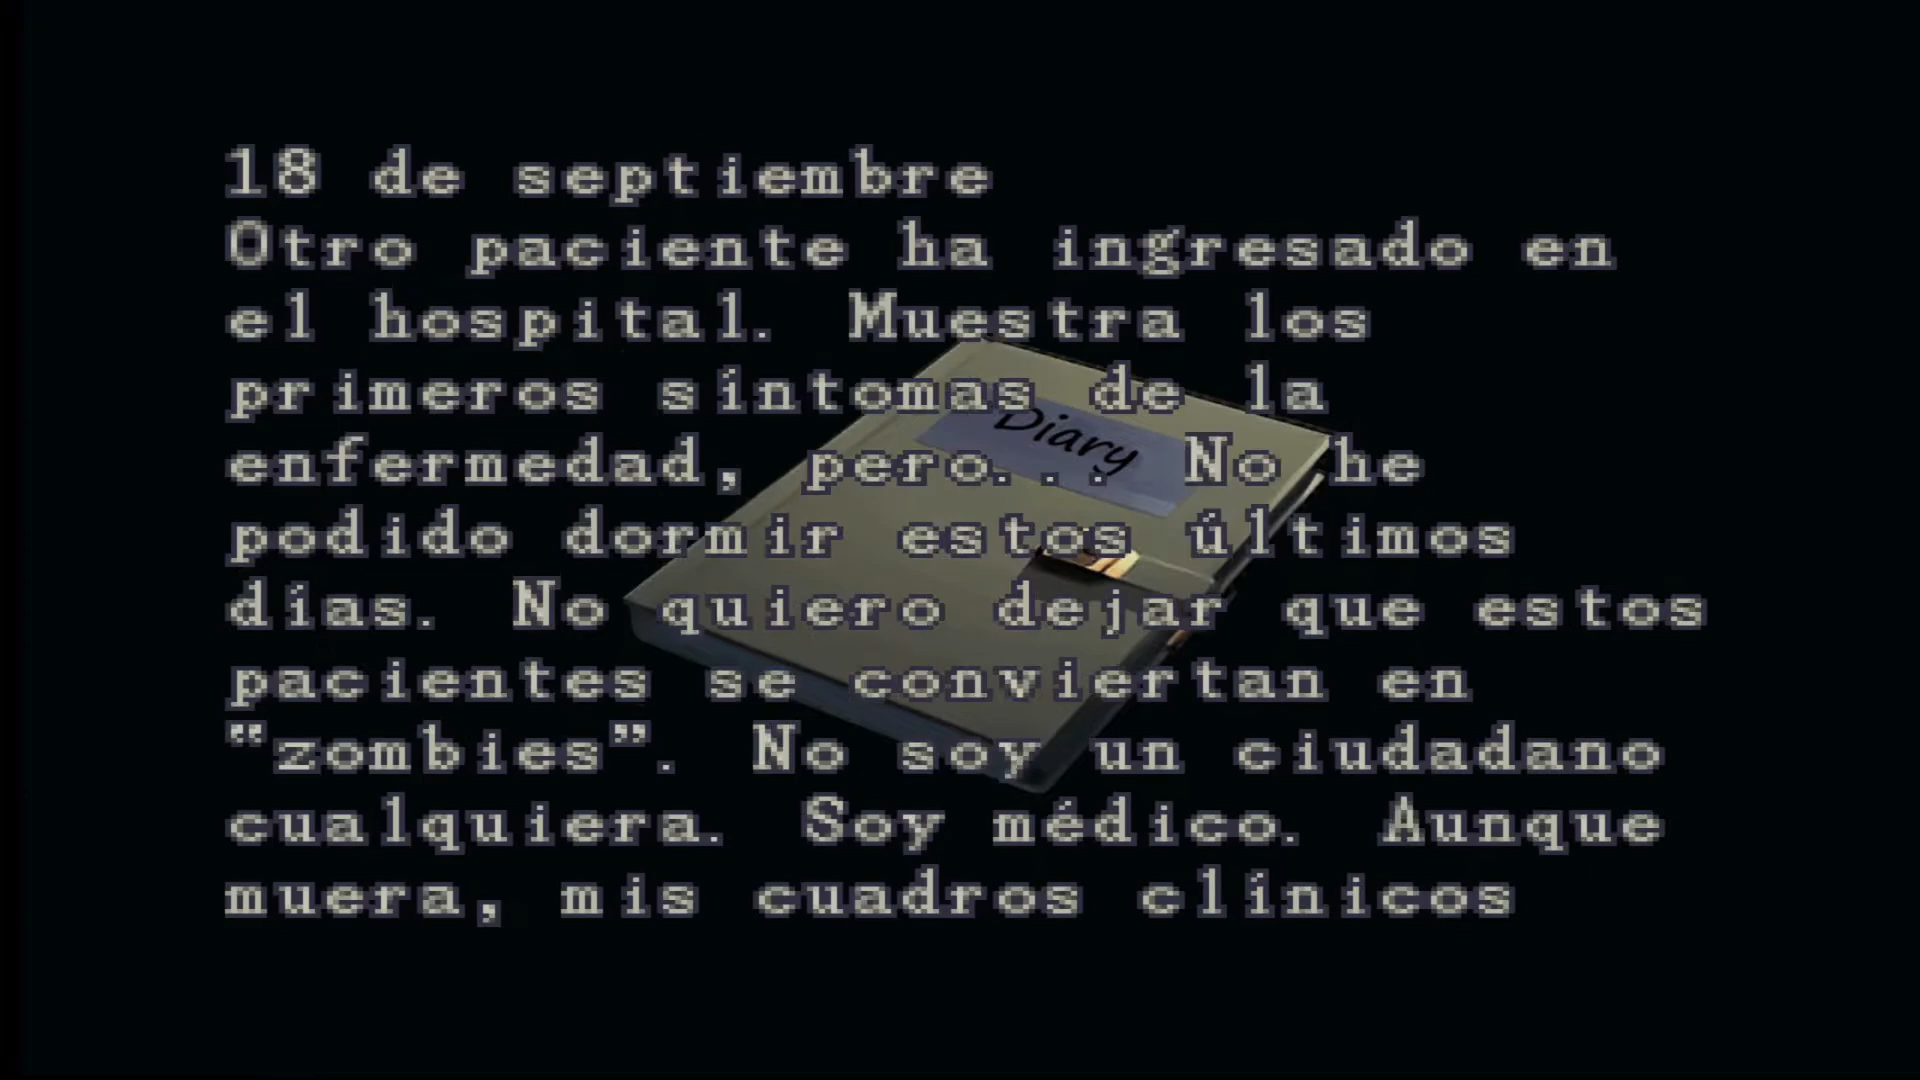 18 de septiembre
Otro paciente ha ingresado en
el hospital. Muestra los
primeros síntomas de la
enfermedad, pero... No he
podido dormir estos últimos
días. No quiero dejar que estos
pacientes se conviertan en
"zombies". No soy un ciudadano
cualquiera. Soy médico. Aunque
muera, mis cuadros clínicos
Diary